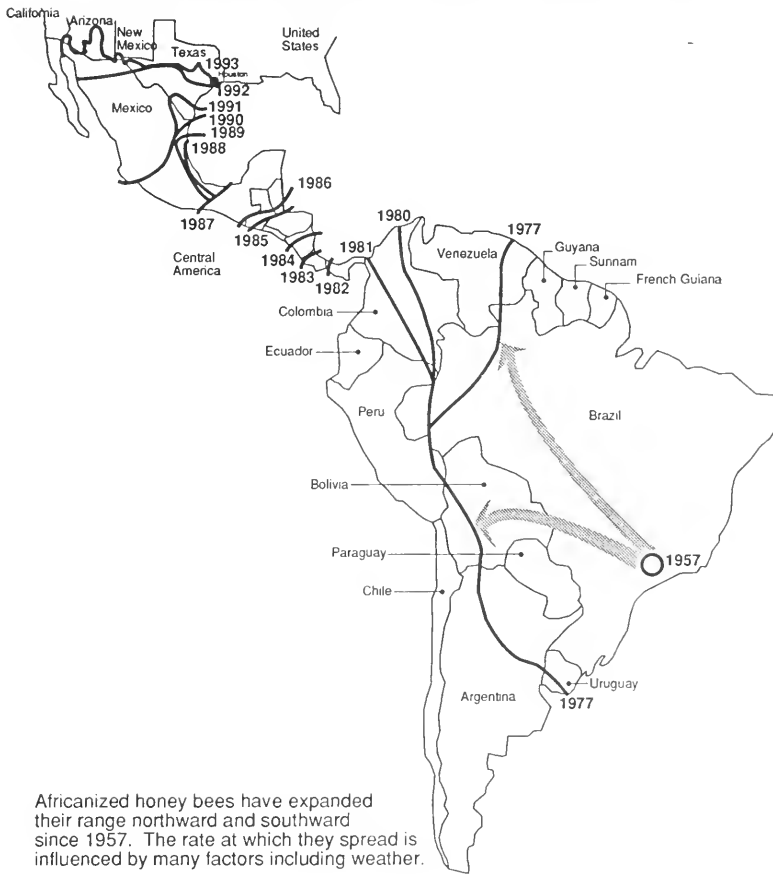 California
Arizona
New
Mexico
Texas
United
States
1993
Houston
1992
Mexico
1991
1990
1989
1988
1986
1987
1985
1984
1983
1982
Central
America
1981
1980
1977
Venezuela
Guyana
Sunnam
French Guiana
Colombia
Ecuador
Peru
Brazil
Bolivia
Paraguay
1957
Chile
Uruguay
1977
Argentina
Africanized honey bees have expanded
their range northward and southward
since 1957. The rate at which they spread is
influenced by many factors including weather.